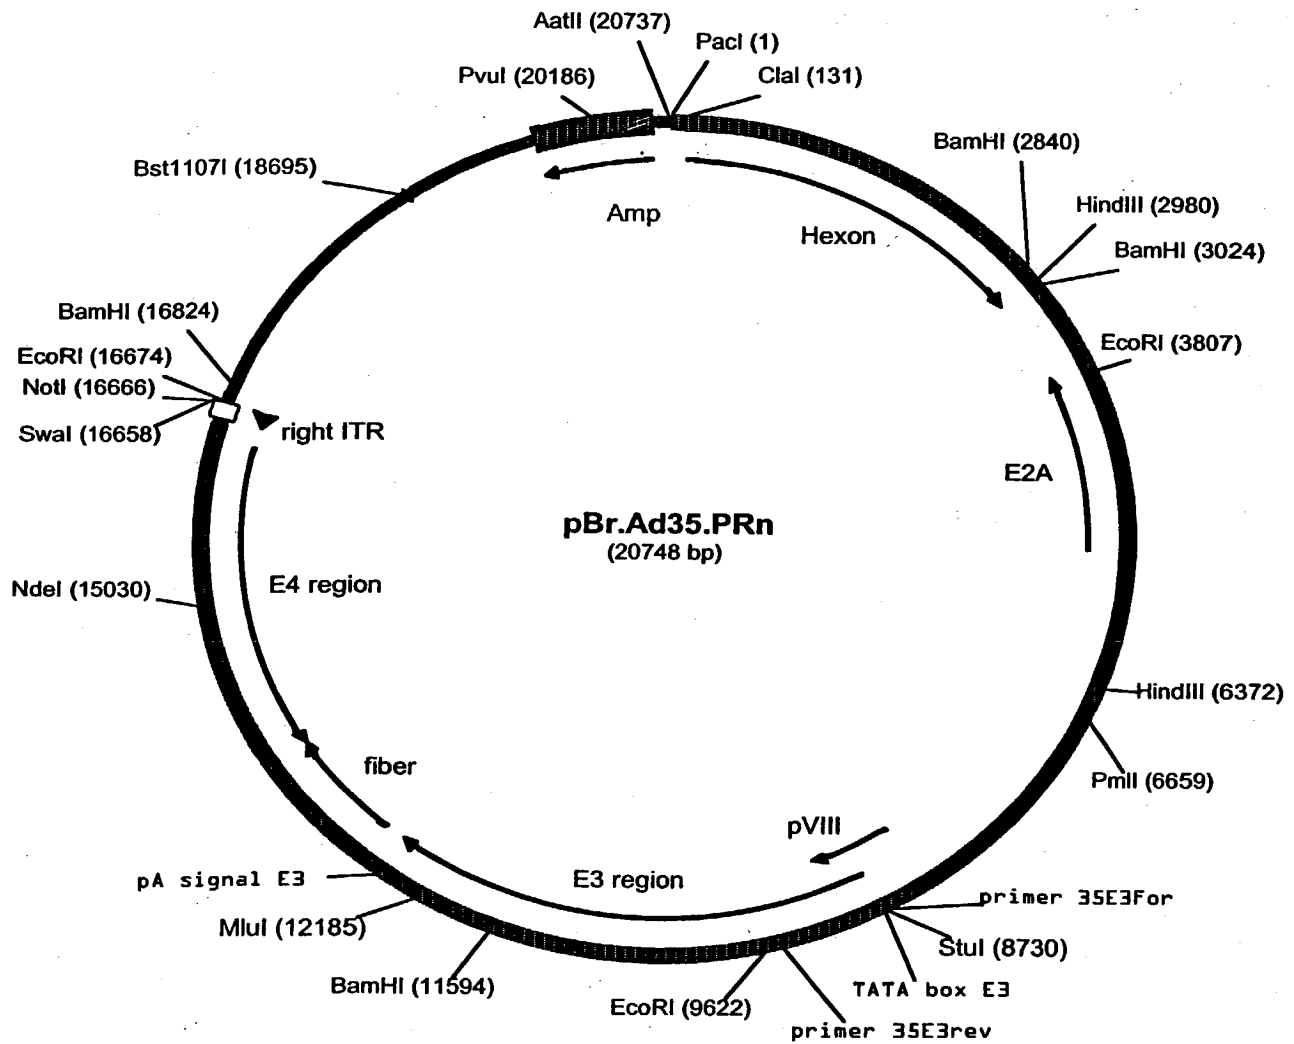 AatII (20737)
PacI (1)
PvuI (20186)
ClaI (131)
BamHI (2840)
Bst1107I (18695)
HindIII (2980)
Amp
Hexon
BamHI (3024)
BamHI (16824)
EcoRI (3807)
EcoRI (16674)
NotI (16666)
SwaI (16658)
right ITR
E2A
pBr.Ad35.PRn
(20748 bp)
NdeI (15030)
E4 region
HindIII (6372)
fiber
PmlI (6659)
pVIII
pA signal E3
E3 region
primer 35E3For
MluI (12185)
StuI (8730)
BamHI (11594)
TATA box E3
EcoRI (9622)
primer 35E3rev